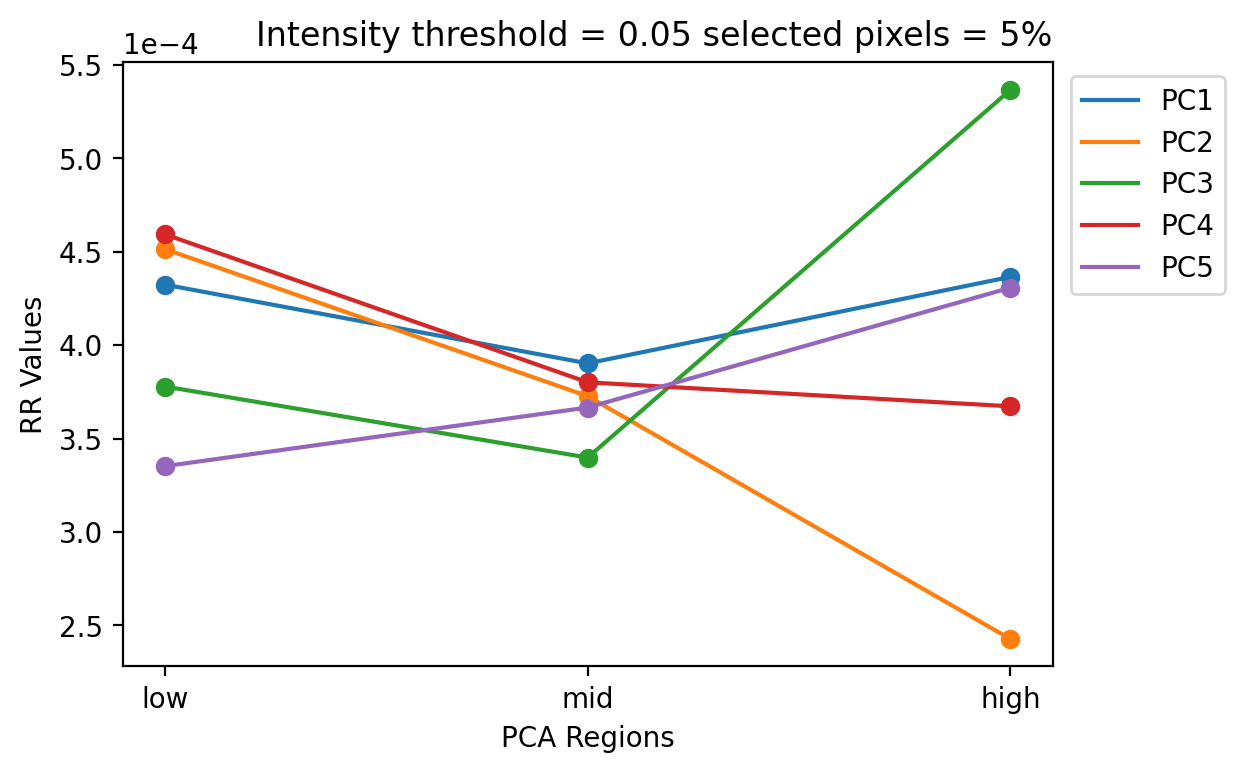 Intensity threshold = 0.05 selected pixels = 5%
1e−4
5.5
5.0
4.5
4.0
3.5
3.0
2.5
RR Values
low
mid
high
PCA Regions
PC1
PC2
PC3
PC4
PC5